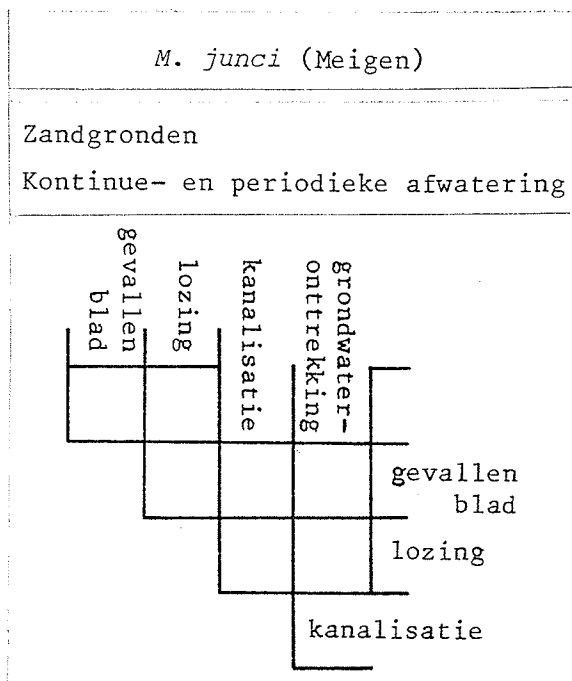 M. junci (Meigen)
Zandgronden
Kontinue- en periodieke afwatering
gevallen
blad
lozing
kanalisatie
grondwater-
onttrekking
gevallen
blad
lozing
kanalisatie